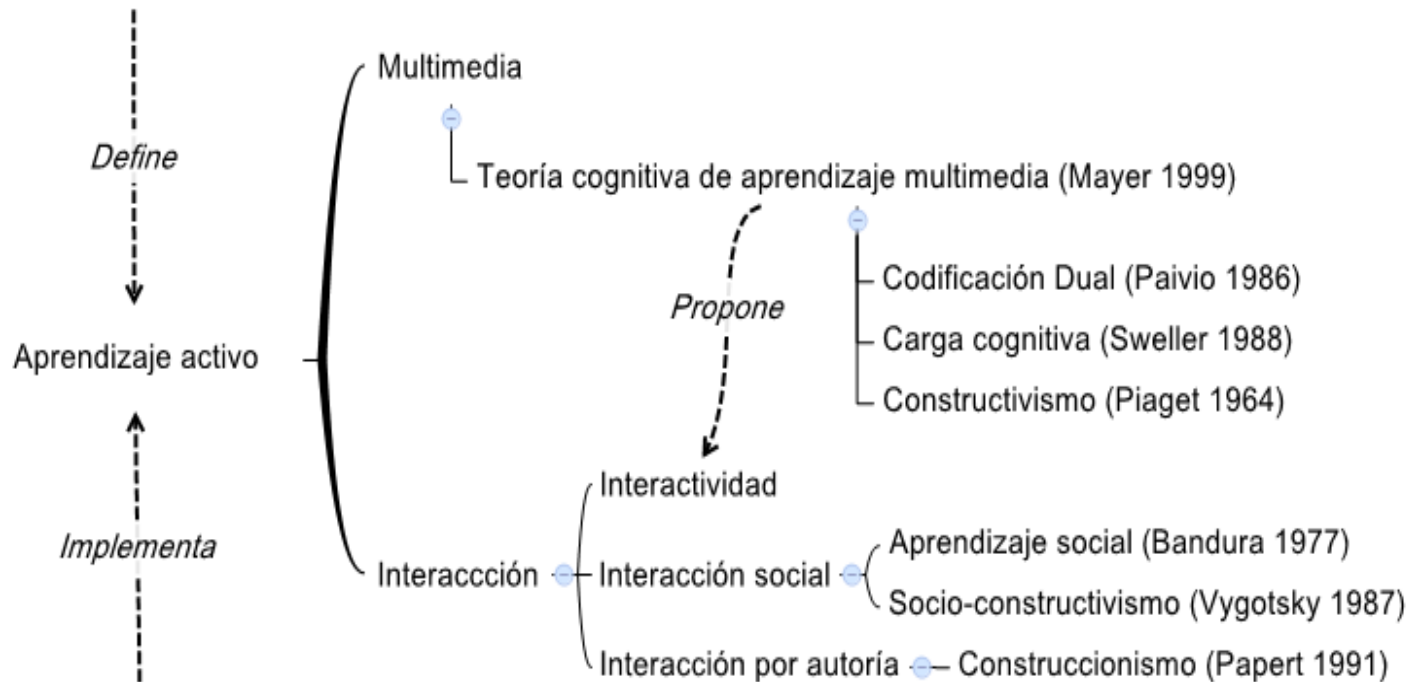 Multimedia
Define
Teoría cognitiva de aprendizaje multimedia (Mayer 1999)
Codificación Dual (Paivio 1986)
Propone
Carga cognitiva (Sweller 1988)
Aprendizaje activo
Constructivismo (Piaget 1964)
Interactividad
Implementa
Aprendizaje social (Bandura 1977)
Interaccción
Interacción social
Socio-constructivismo (Vygotsky 1987)
Interacción por autoría
Construccionismo (Papert 1991)